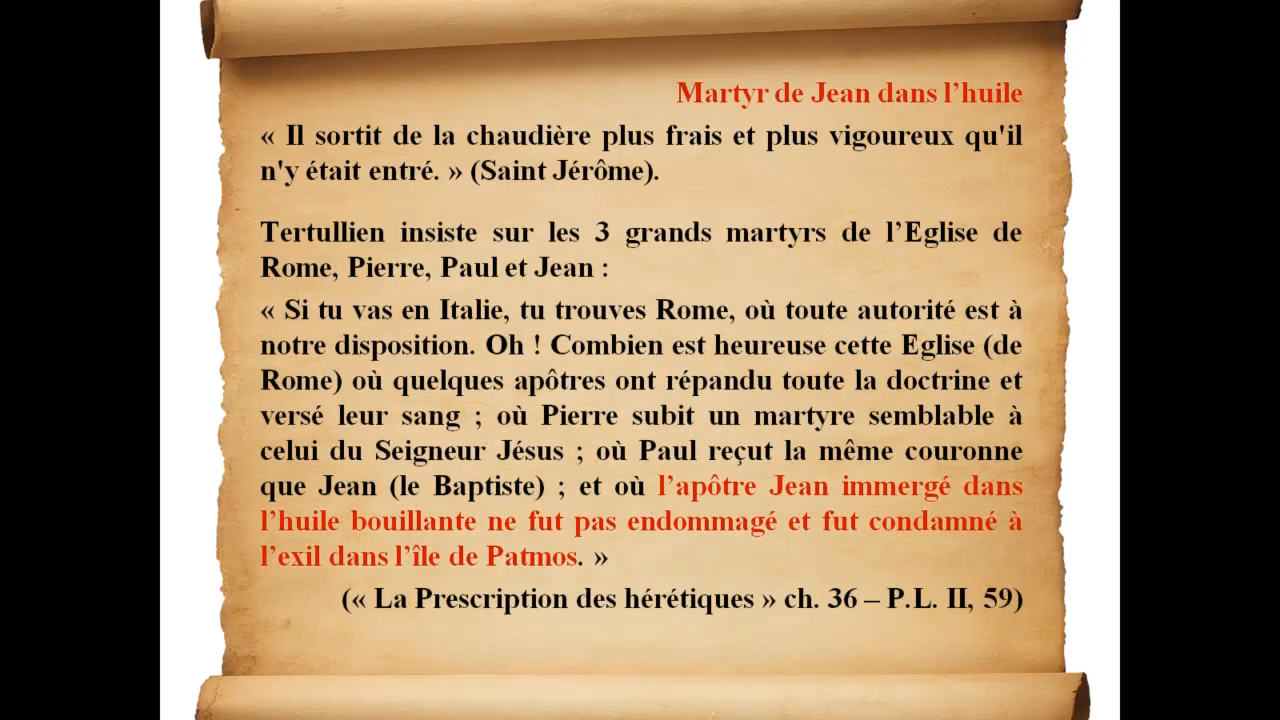 Martyr de Jean dans l’huile
« Il sortit de la chaudière plus frais et plus vigoureux qu'il
n'y était entré. » (Saint Jérôme).
Tertullien insiste sur les 3 grands martyrs de l’Eglise de
Rome, Pierre, Paul et Jean :
« Si tu vas en Italie, tu trouves Rome, où toute autorité est à
notre disposition. Oh ! Combien est heureuse cette Eglise (de
Rome) où quelques apôtres ont répandu toute la doctrine et
versé leur sang ; où Pierre subit un martyre semblable à
celui du Seigneur Jésus ; où Paul reçut la même couronne
que Jean (le Baptiste) ; et où l’apôtre Jean immergé dans
l’huile bouillante ne fut pas endommagé et fut condamné à
l’exil dans l’île de Patmos. »
(« La Prescription des hérétiques » ch. 36 – P.L. II, 59)